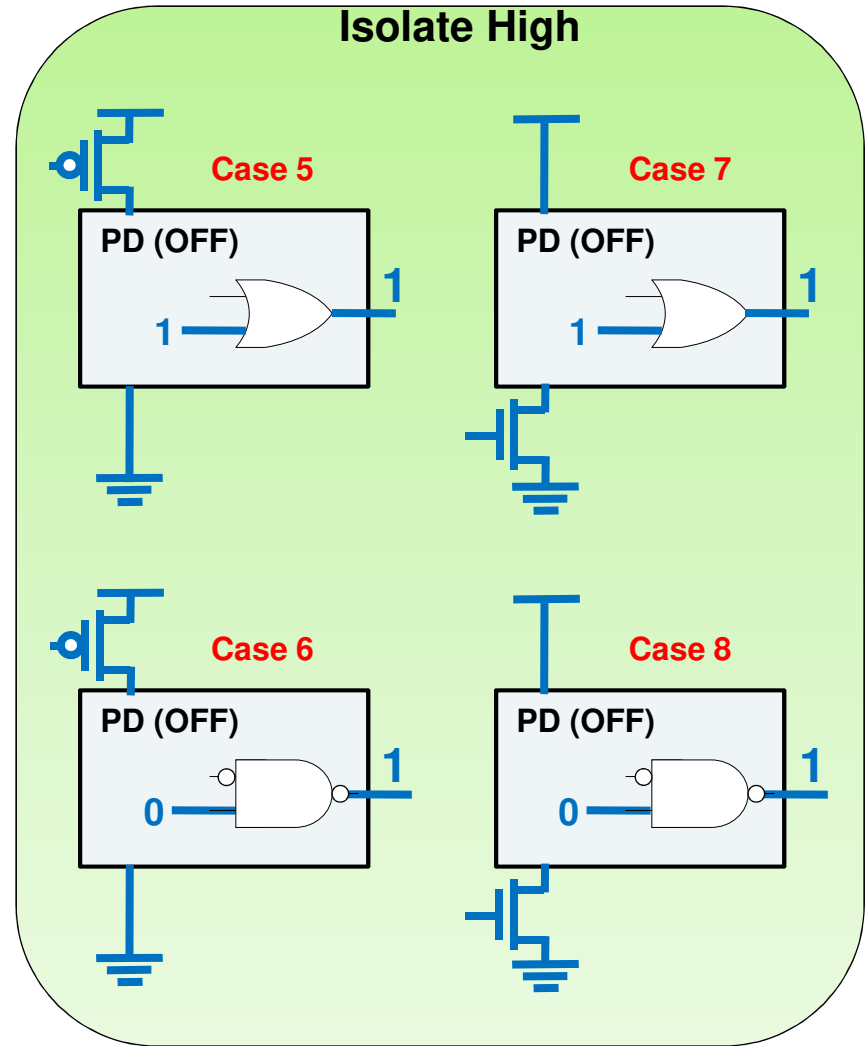 Isolate High
Case 5
PD (OFF)
1
1
Case 7
PD (OFF)
1
1
Case 6
PD (OFF)
1
0
Case 8
PD (OFF)
1
0